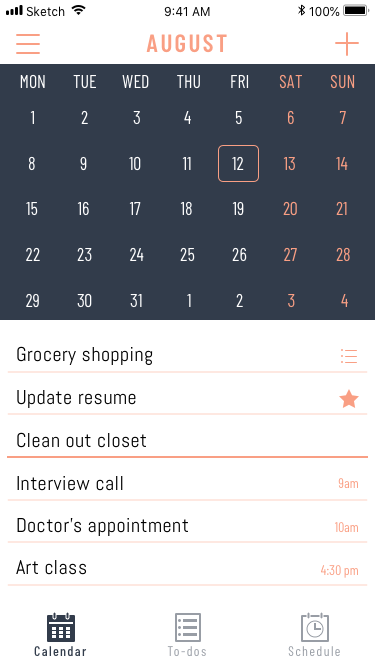 Sketch 9:41 AM 100%
AUGUST
MON TUE WED THU FRI SAT SUN
1 2 3 4 5 6 7
8 9 10 11 12 13 14
15 16 17 18 19 20 21
22 23 24 25 26 27 28
29 30 31 1 2 3 4
Grocery shopping
Update resume
Clean out closet
Interview call 9am
Doctor's appointment 10am
Art class 4:30 pm
Calendar To-dos Schedule